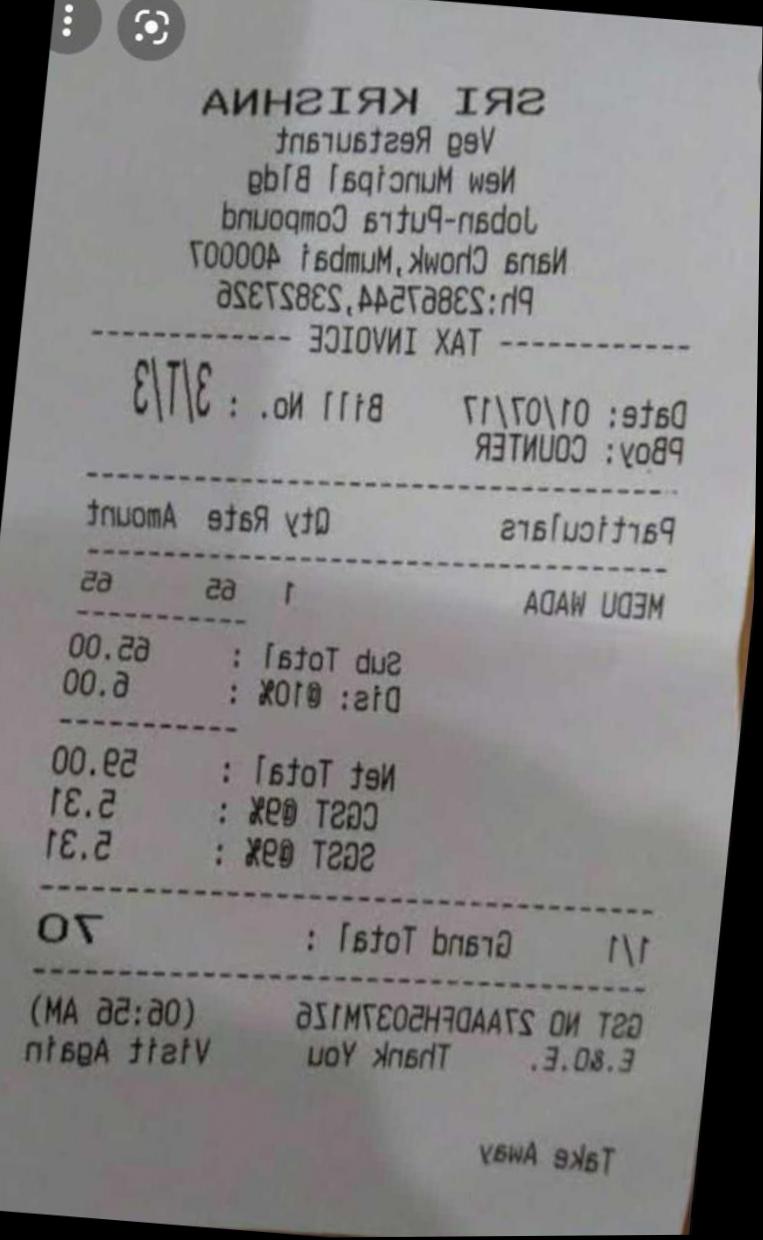 SRI KRISHNA
Veg Restaurant
New Muncipal Bldg
Joban-Putra Compound
Nana Chowk,Mumbai 400007
Ph:23867544,23827326
------------ TAX INVOICE ------------
Date: 01/07/17 Bill No. : 3/T/3
PBoy: COUNTER
Particulars Qty Rate Amount
MEDU WADA 1 65 65
Sub Total : 65.00
Dis: @10% : 6.00
Net Total : 59.00
CGST @9% : 5.31
SGST @9% : 5.31
1/1 Grand Total : 70
GST NO 27AADFH5037M1Z6 (06:56 AM)
E.&O.E. Thank You Visit Again
Take Away